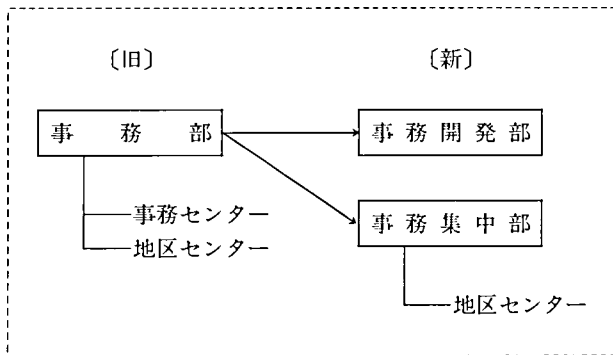 〔旧〕
〔新〕
事務部
事務開発部
事務センター
地区センター
事務集中部
地区センター